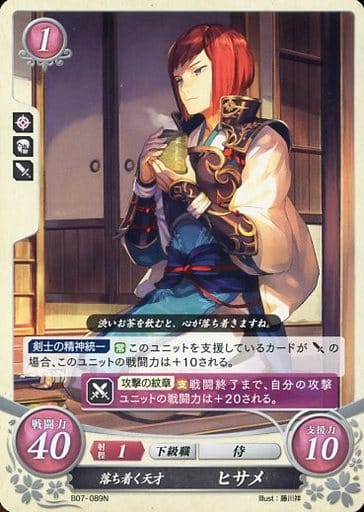 1
渋いお茶を飲むと、心が落ち着きますね。
剣士の精神統一 常 このユニットを支援しているカードが の
場合、このユニットの戦闘力は+10される。
攻撃の紋章 支 戦闘終了まで、自分の攻撃
ユニットの戦闘力は+20される。
戦闘力 40
射程 1 下級職 侍
支援力 10
落ち着く天才 ヒサメ
B07-089N Illust：藤川祥